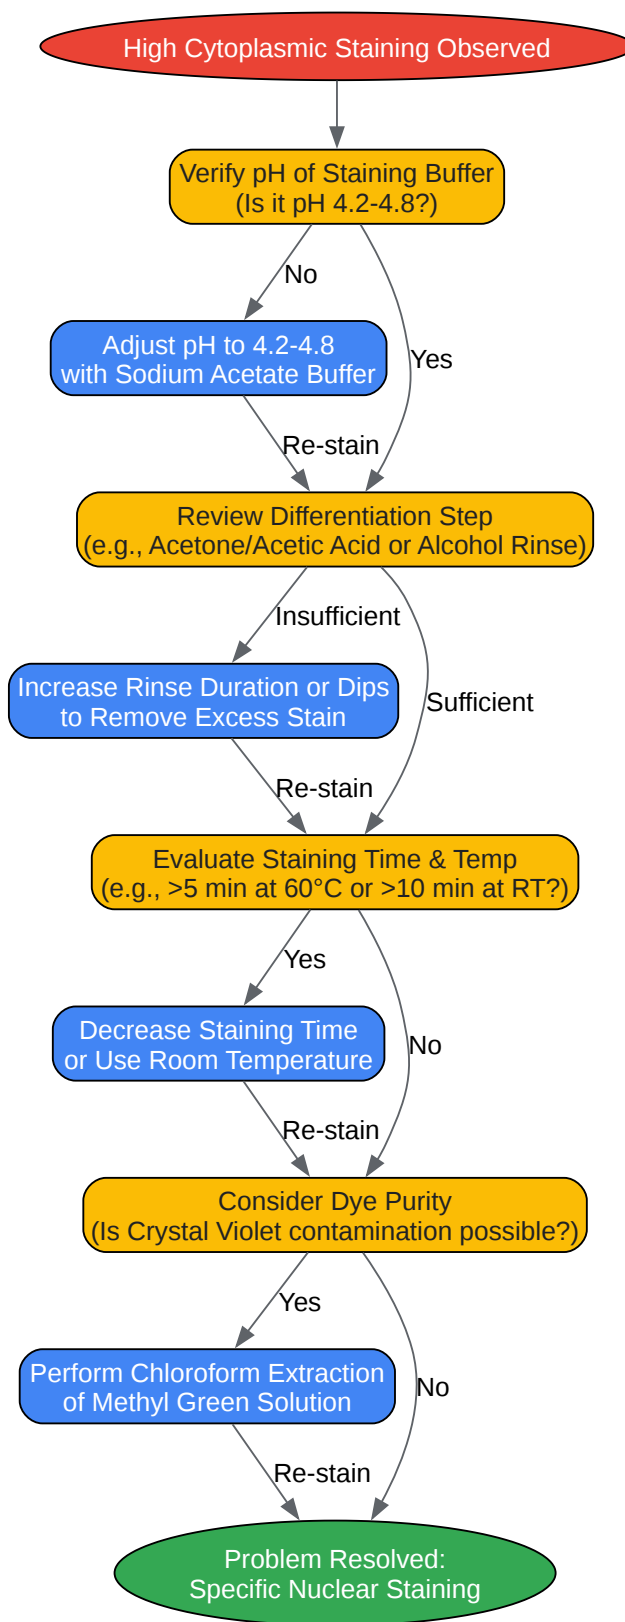 High Cytoplasmic Staining Observed
Verify pH of Staining Buffer
(Is it pH 4.2-4.8?)
No
Adjust pH to 4.2-4.8
with Sodium Acetate Buffer
Yes
Re-stain
Review Differentiation Step
(e.g., Acetone/Acetic Acid or Alcohol Rinse)
Insufficient
Increase Rinse Duration or Dips
to Remove Excess Stain
Sufficient
Re-stain
Evaluate Staining Time & Temp
(e.g., >5 min at 60°C or >10 min at RT?)
Yes
Decrease Staining Time
or Use Room Temperature
No
Re-stain
Consider Dye Purity
(Is Crystal Violet contamination possible?)
Yes
Perform Chloroform Extraction
of Methyl Green Solution
No
Re-stain
Problem Resolved:
Specific Nuclear Staining